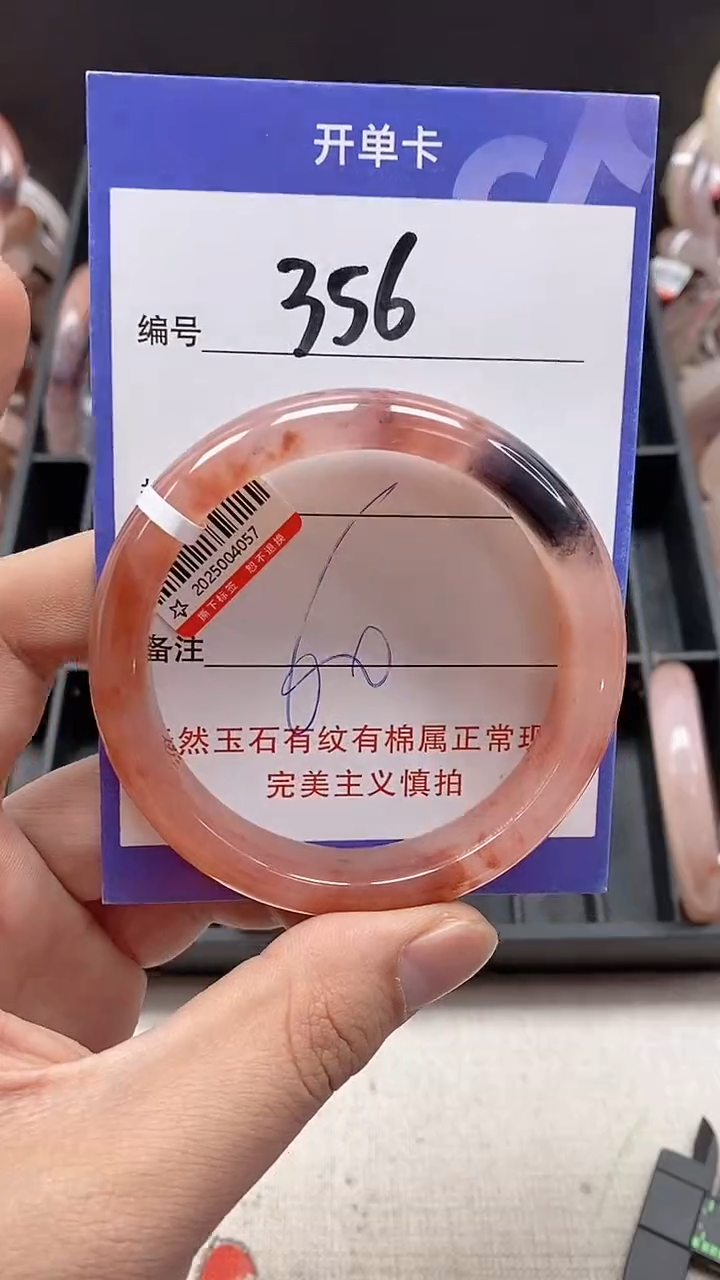 开单卡
编号 356
2025004057
撕下标签 恕不退换
60
备注
然玉石有纹有棉属正常现
完美主义慎拍